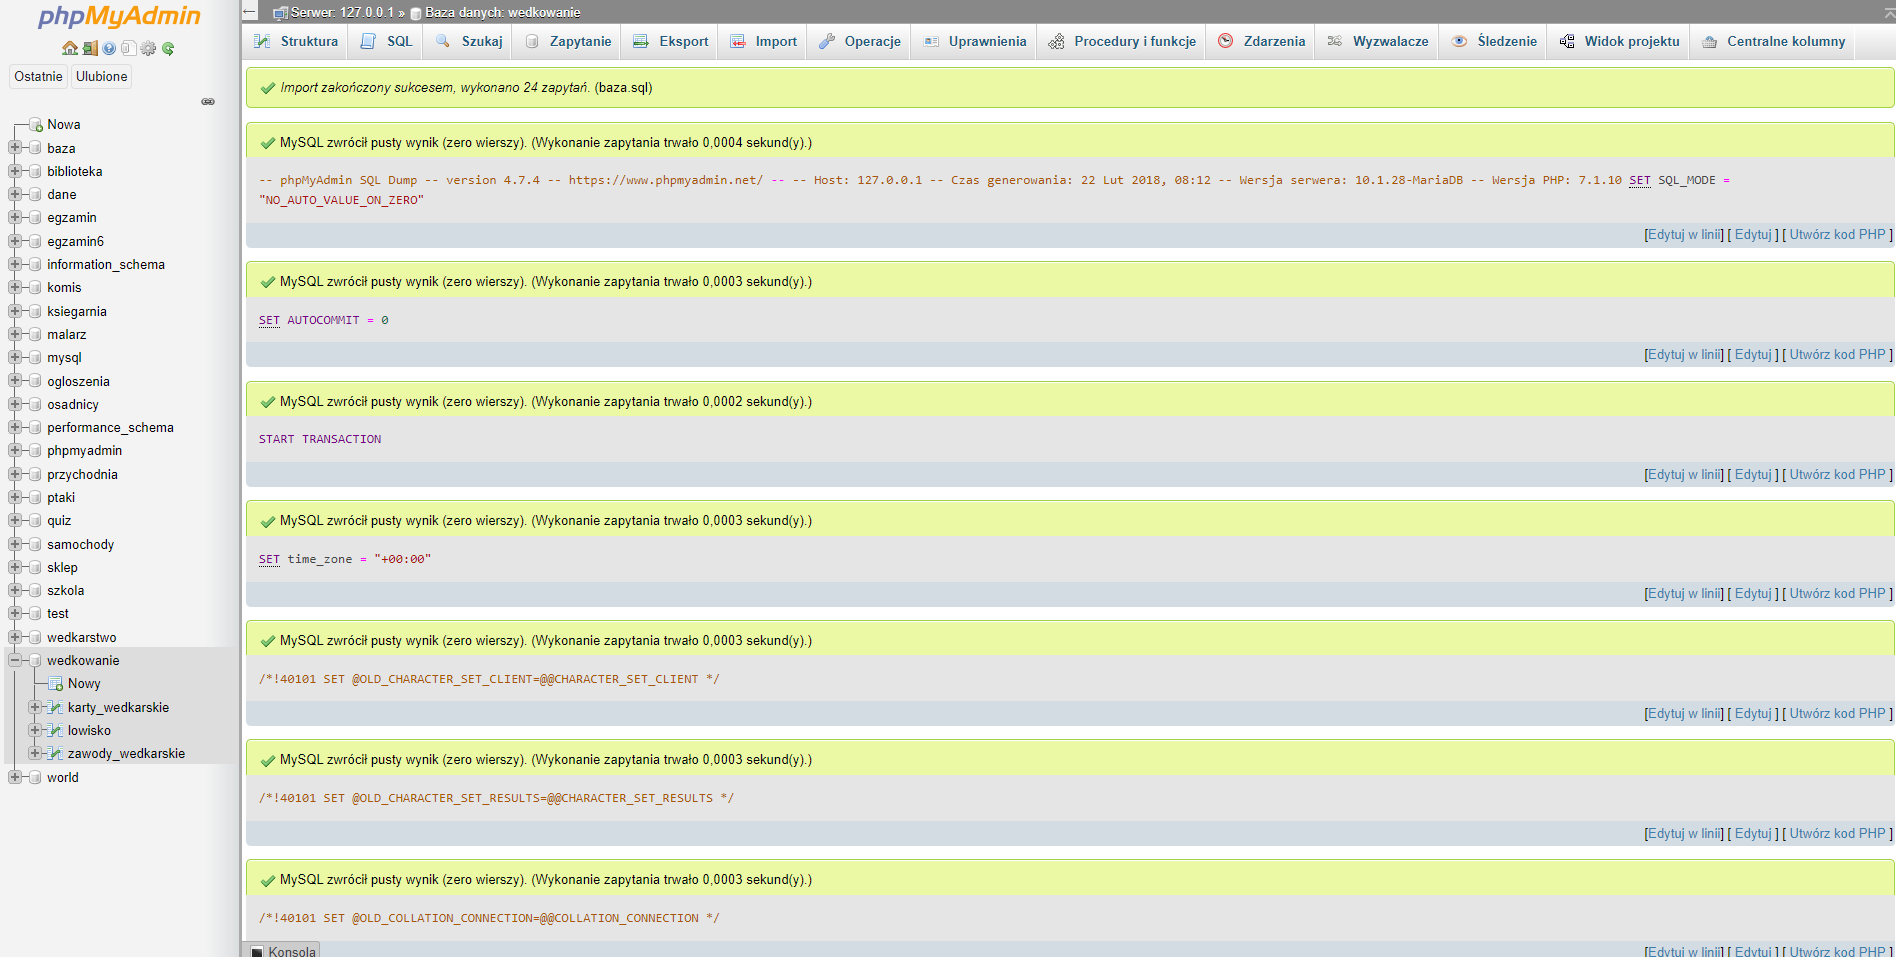 phpMyAdmin
Ostatnie
Ulubione
Nowa
baza
biblioteka
dane
egzamin
egzamin6
information_schema
komis
ksiegarnia
malarz
mysql
ogloszenia
osadnicy
performance_schema
phpmyadmin
przychodnia
ptaki
quiz
samochody
sklep
szkola
test
wedkarstwo
wedkowanie
Nowy
karty_wedkarskie
lowisko
zawody_wedkarskie
world
Serwer: 127.0.0.1 » Baza danych: wedkowanie
Struktura SQL Szukaj Zapytanie Eksport Import Operacje Uprawnienia Procedury i funkcje Zdarzenia Wyzwalacze Śledzenie Widok projektu Centralne kolumny
Import zakończony sukcesem, wykonano 24 zapytań. (baza.sql)
MySQL zwrócił pusty wynik (zero wierszy). (Wykonanie zapytania trwało 0,0004 sekund(y).)
-- phpMyAdmin SQL Dump -- version 4.7.4 -- https://www.phpmyadmin.net/ -- -- Host: 127.0.0.1 -- Czas generowania: 22 Lut 2018, 08:12 -- Wersja serwera: 10.1.28-MariaDB -- Wersja PHP: 7.1.10 SET SQL_MODE =
"NO_AUTO_VALUE_ON_ZERO"
[Edytuj w linii] [ Edytuj ] [ Utwórz kod PHP ]
MySQL zwrócił pusty wynik (zero wierszy). (Wykonanie zapytania trwało 0,0003 sekund(y).)
SET AUTOCOMMIT = 0
[Edytuj w linii] [ Edytuj ] [ Utwórz kod PHP ]
MySQL zwrócił pusty wynik (zero wierszy). (Wykonanie zapytania trwało 0,0002 sekund(y).)
START TRANSACTION
[Edytuj w linii] [ Edytuj ] [ Utwórz kod PHP ]
MySQL zwrócił pusty wynik (zero wierszy). (Wykonanie zapytania trwało 0,0003 sekund(y).)
SET time_zone = "+00:00"
[Edytuj w linii] [ Edytuj ] [ Utwórz kod PHP ]
MySQL zwrócił pusty wynik (zero wierszy). (Wykonanie zapytania trwało 0,0003 sekund(y).)
/*!40101 SET @OLD_CHARACTER_SET_CLIENT=@@CHARACTER_SET_CLIENT */
[Edytuj w linii] [ Edytuj ] [ Utwórz kod PHP ]
MySQL zwrócił pusty wynik (zero wierszy). (Wykonanie zapytania trwało 0,0003 sekund(y).)
/*!40101 SET @OLD_CHARACTER_SET_RESULTS=@@CHARACTER_SET_RESULTS */
[Edytuj w linii] [ Edytuj ] [ Utwórz kod PHP ]
MySQL zwrócił pusty wynik (zero wierszy). (Wykonanie zapytania trwało 0,0003 sekund(y).)
/*!40101 SET @OLD_COLLATION_CONNECTION=@@COLLATION_CONNECTION */
[Edytuj w linii] [ Edytuj ] [ Utwórz kod PHP ]
Konsola